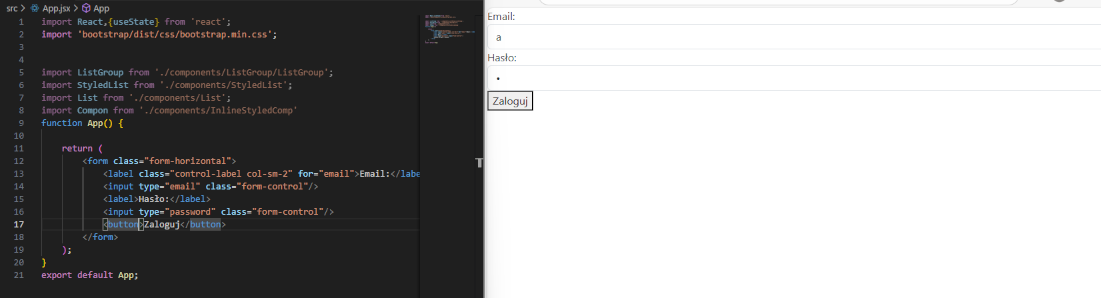 src > App.jsx > App
1 import React,{useState} from 'react';
2 import 'bootstrap/dist/css/bootstrap.min.css';
3
4
5 import ListGroup from './components/ListGroup/ListGroup';
6 import StyledList from './components/StyledList';
7 import List from './components/List';
8 import Compon from './components/InlineStyledComp'
9 function App() {
10
11 return (
12 <form class="form-horizontal">
13 <label class="control-label col-sm-2" for="email">Email:</labe
14 <input type="email" class="form-control"/>
15 <label>Hasło:</label>
16 <input type="password" class="form-control"/>
17 <button>Zaloguj</button>
18 </form>
19 );
20 }
21 export default App;
Email:
a
Hasło:
•
Zaloguj